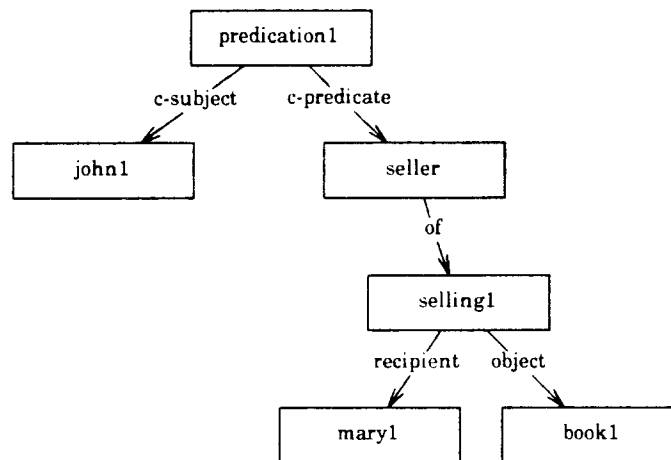 predication1
c-subject
c-predicate
john1
seller
of
selling1
recipient
object
mary1
book1